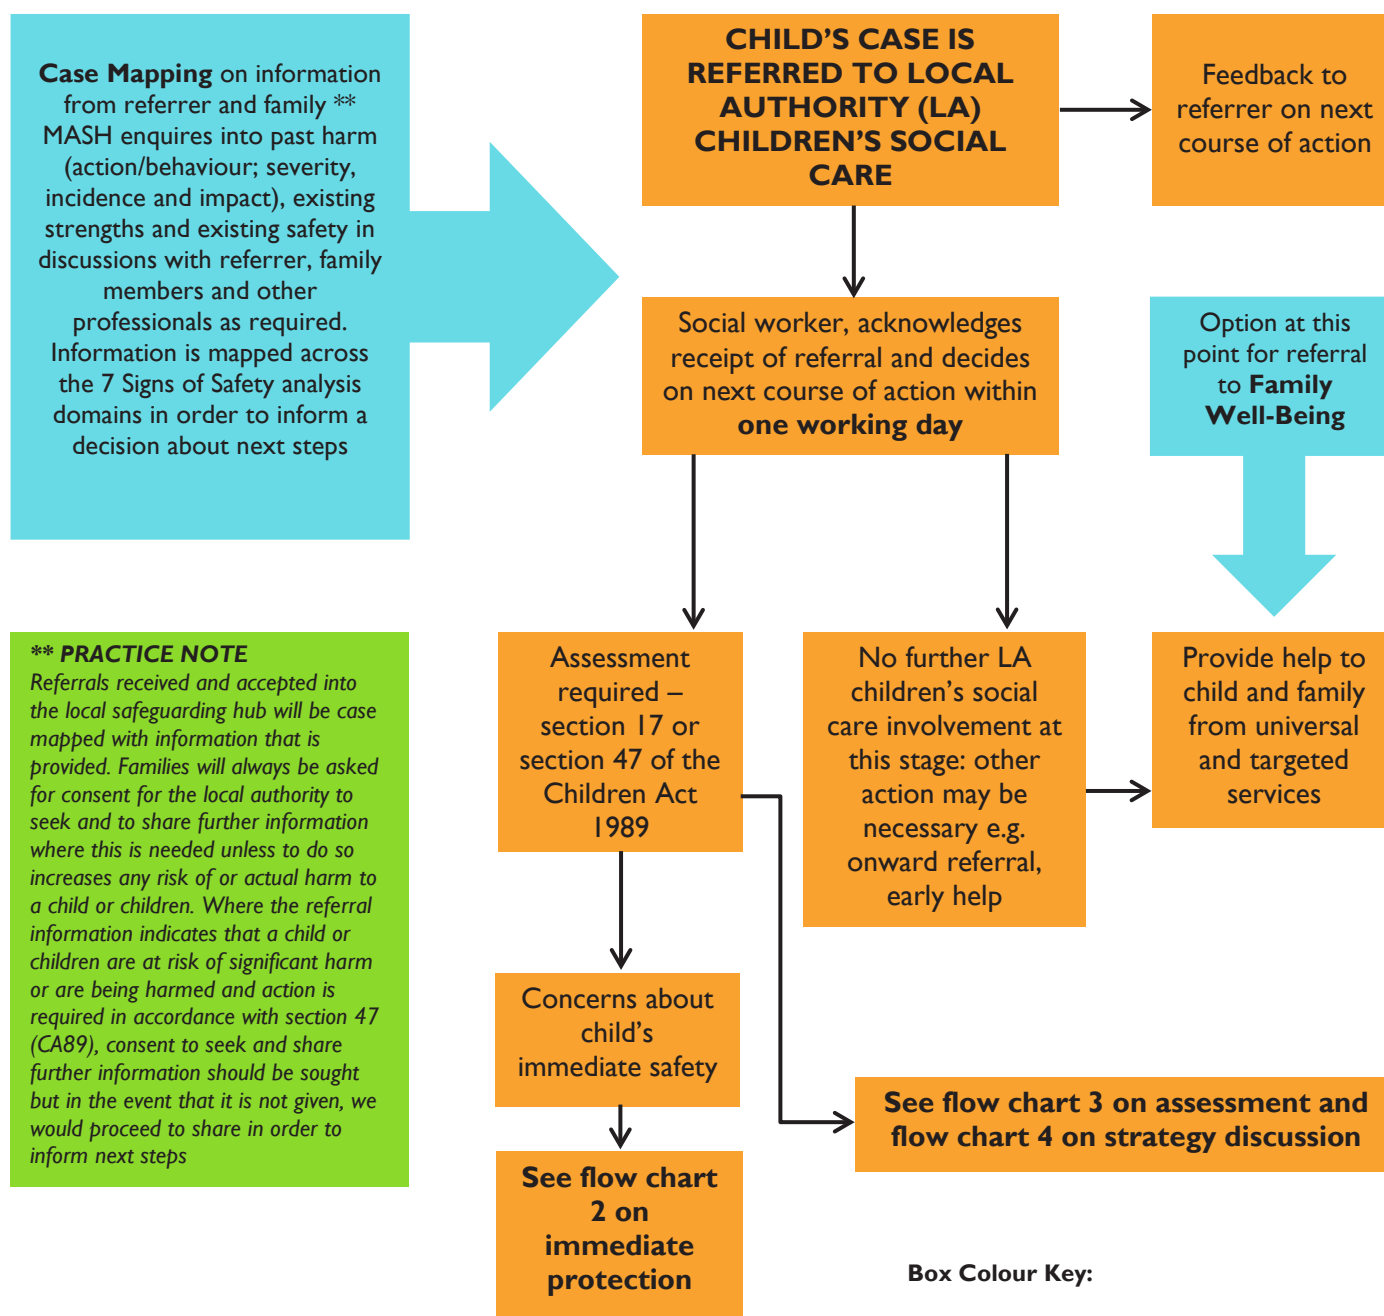 Case Mapping on information
from referrer and family **
MASH enquires into past harm
(action/behaviour; severity,
incidence and impact), existing
strengths and existing safety in
discussions with referrer, family
members and other
professionals as required.
Information is mapped across
the 7 Signs of Safety analysis
domains in order to inform a
decision about next steps
CHILD’S CASE IS
REFERRED TO LOCAL
AUTHORITY (LA)
CHILDREN’S SOCIAL
CARE
Feedback to
referrer on next
course of action
Social worker, acknowledges
receipt of referral and decides
on next course of action within
one working day
Option at this
point for referral
to Family
Well-Being
** PRACTICE NOTE
Referrals received and accepted into
the local safeguarding hub will be case
mapped with information that is
provided. Families will always be asked
for consent for the local authority to
seek and to share further information
where this is needed unless to do so
increases any risk of or actual harm to
a child or children. Where the referral
information indicates that a child or
children are at risk of significant harm
or are being harmed and action is
required in accordance with section 47
(CA89), consent to seek and share
further information should be sought
but in the event that it is not given, we
would proceed to share in order to
inform next steps
Assessment
required –
section 17 or
section 47 of the
Children Act
1989
No further LA
children’s social
care involvement at
this stage: other
action may be
necessary e.g.
onward referral,
early help
Provide help to
child and family
from universal
and targeted
services
Concerns about
child’s
immediate safety
See flow chart 3 on assessment and
flow chart 4 on strategy discussion
See flow chart
2 on
immediate
protection
Box Colour Key: